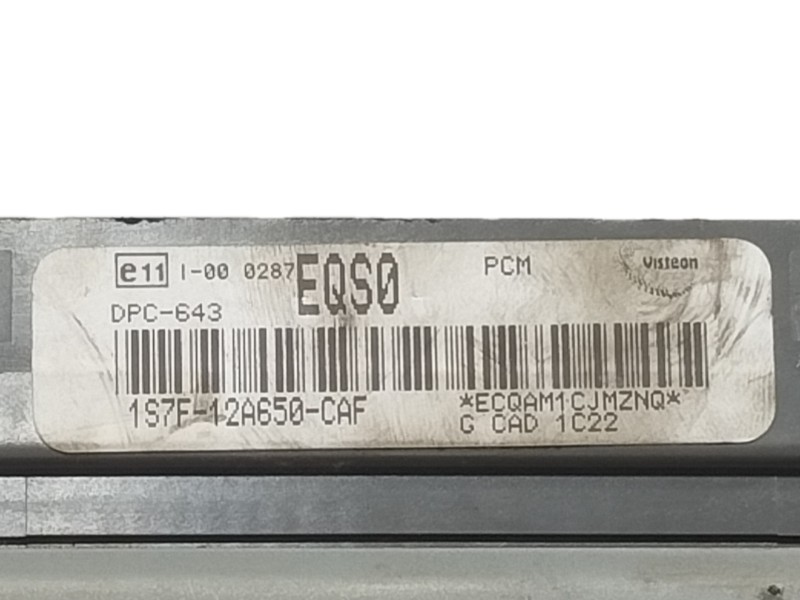 e11 I-00 0287 EQS0 PCM Visteon
DPC-643
1S7F-12A650-CAF *ECQAM1CJMZNQ*
G CAD 1C22